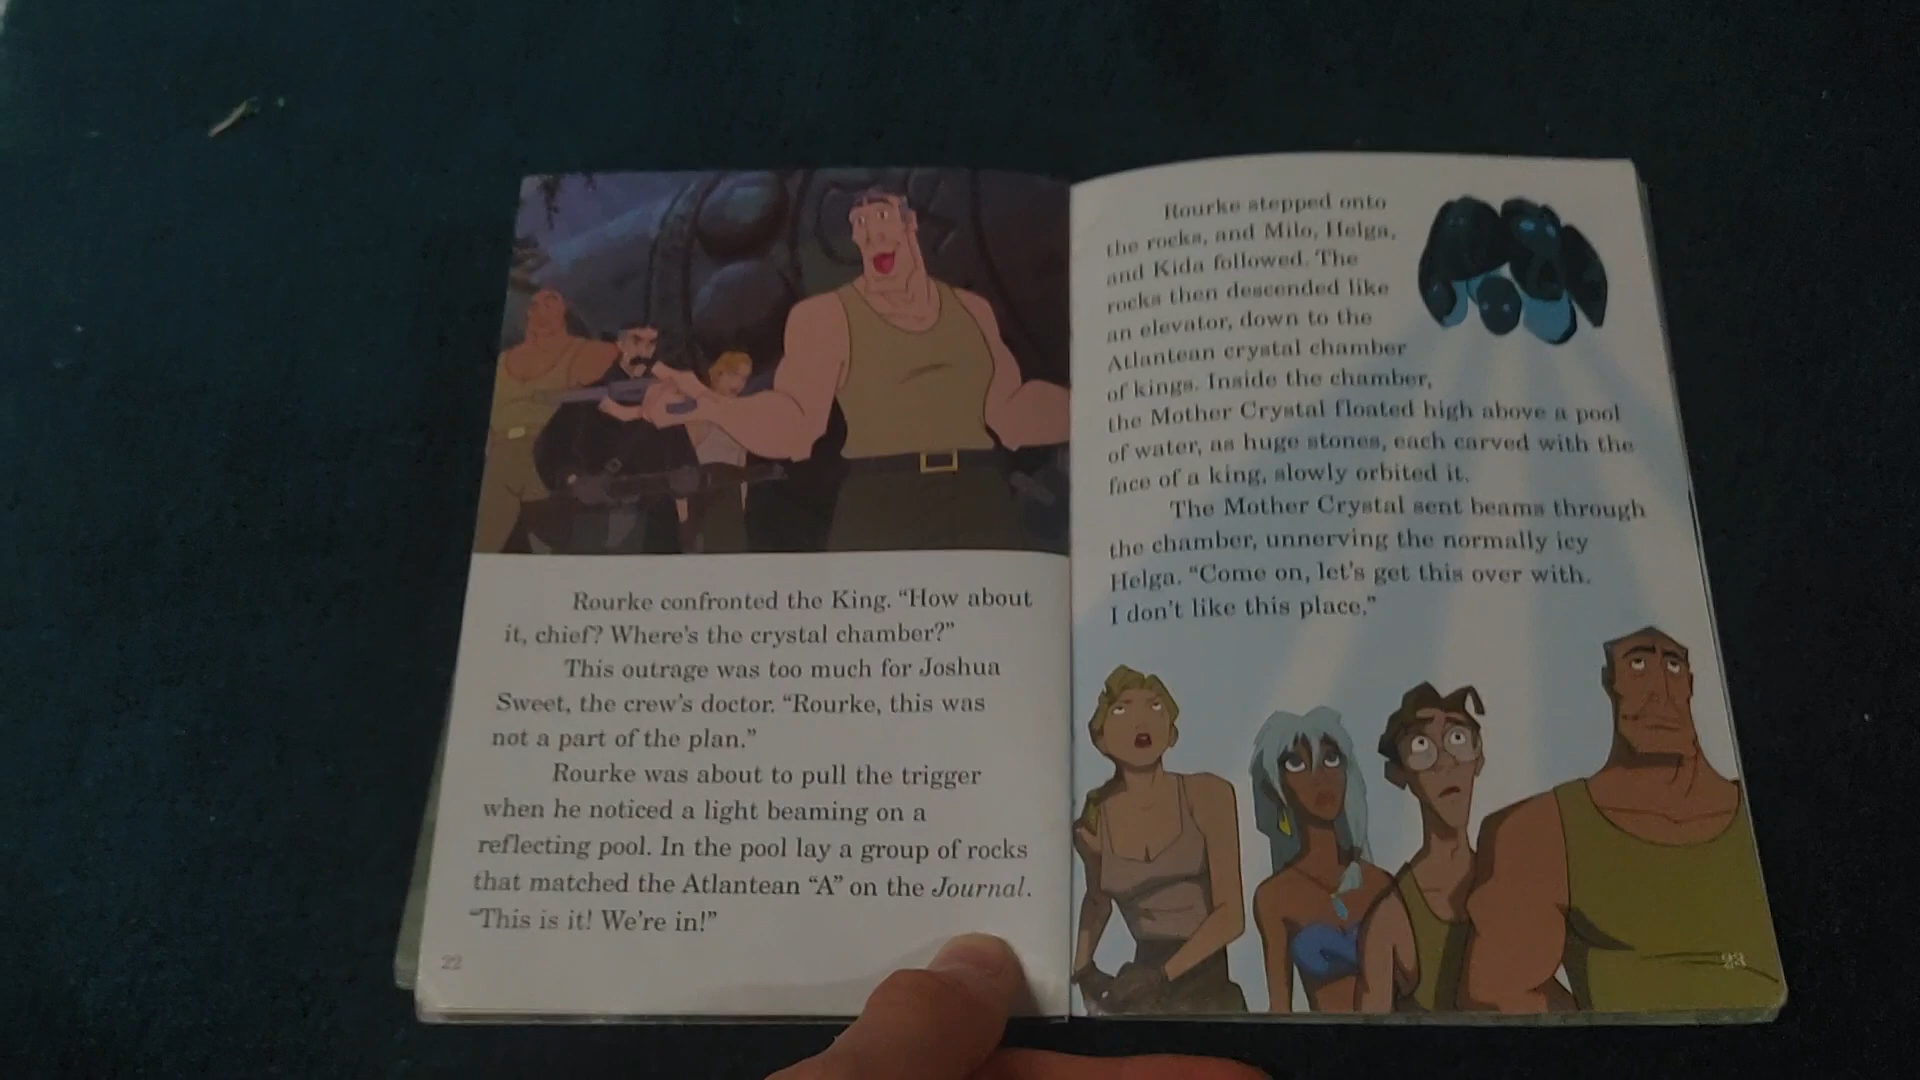 Rourke confronted the King. “How about
it, chief? Where’s the crystal chamber?”
This outrage was too much for Joshua
Sweet, the crew’s doctor. “Rourke, this was
not a part of the plan.”
Rourke was about to pull the trigger
when he noticed a light beaming on a
reflecting pool. In the pool lay a group of rocks
that matched the Atlantean “A” on the Journal.
“This is it! We’re in!”
22
Rourke stepped onto
the rocks, and Milo, Helga,
and Kida followed. The
rocks then descended like
an elevator, down to the
Atlantean crystal chamber
of kings. Inside the chamber,
the Mother Crystal floated high above a pool
of water, as huge stones, each carved with the
face of a king, slowly orbited it.
The Mother Crystal sent beams through
the chamber, unnerving the normally icy
Helga. “Come on, let’s get this over with.
I don’t like this place.”
23